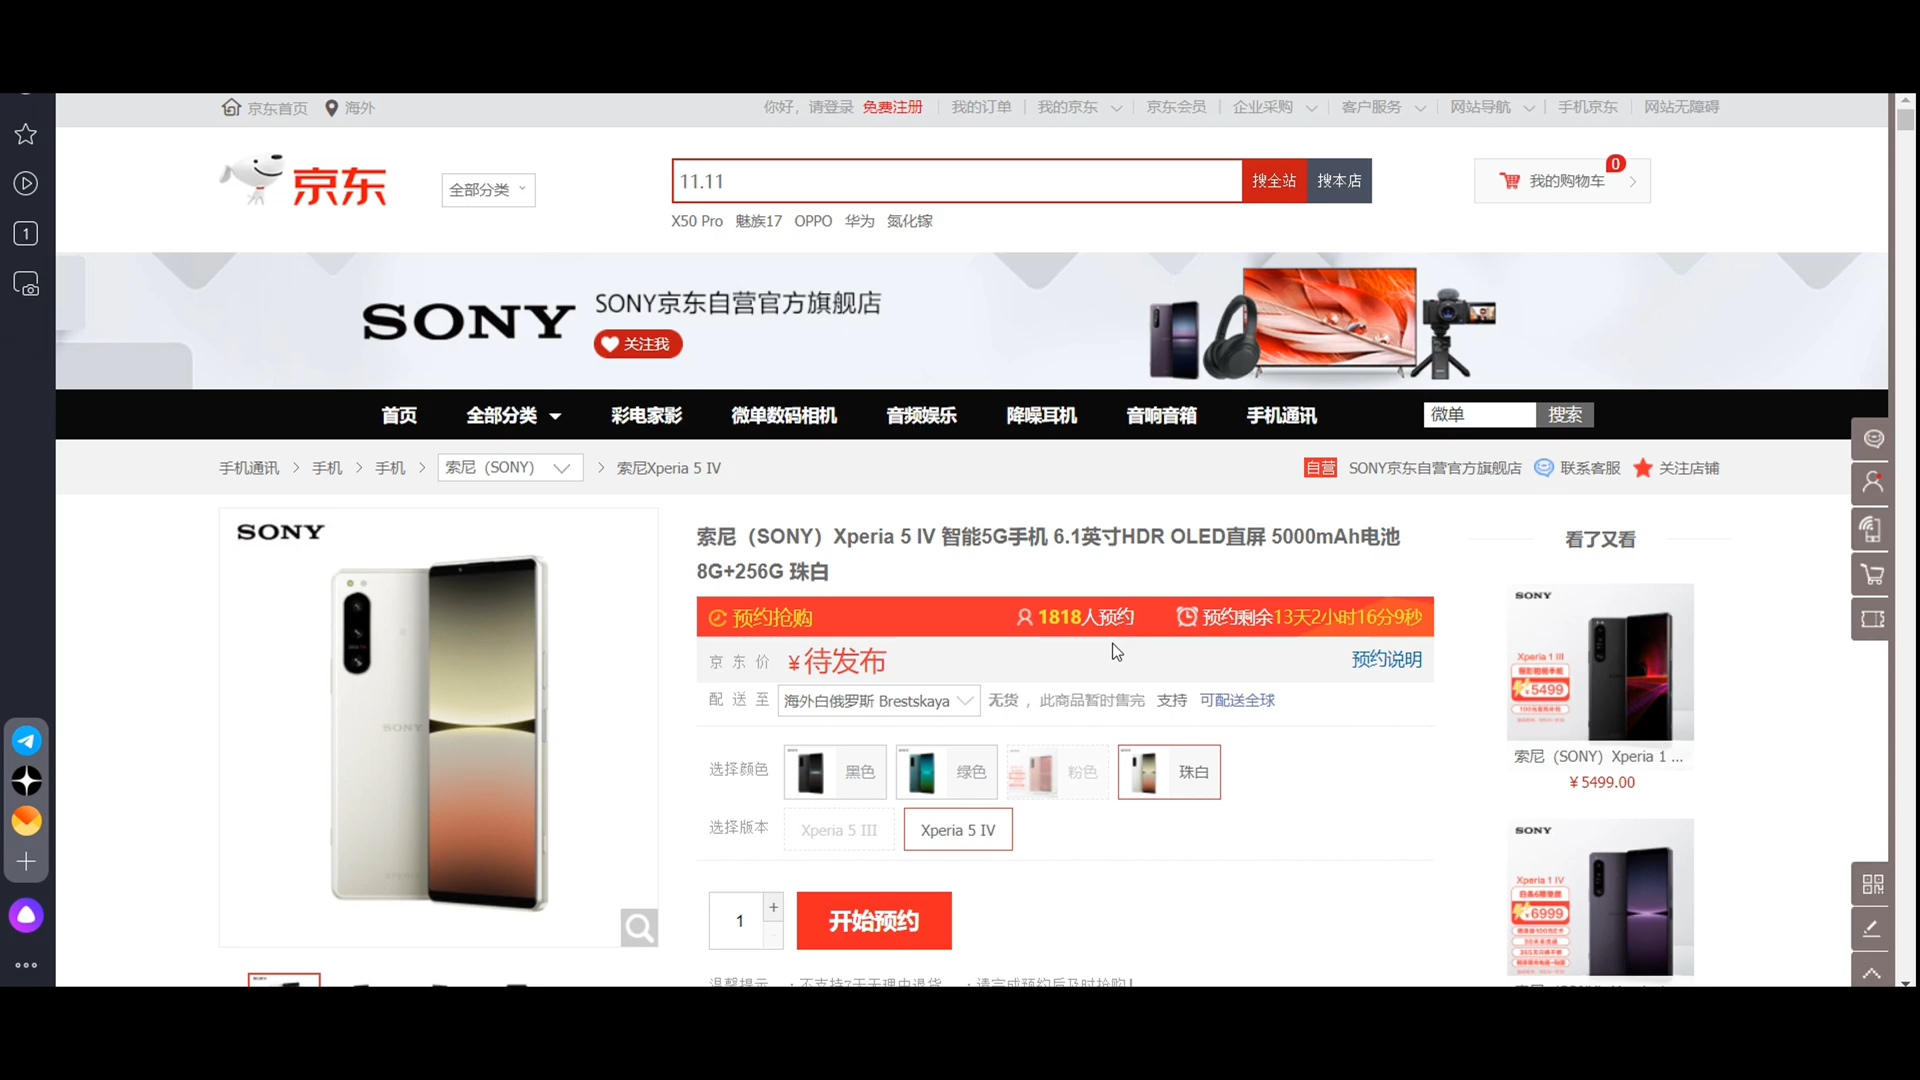 京东首页 海外 你好，请登录 免费注册 我的订单 我的京东 京东会员 企业采购 客户服务 网站导航 手机京东 网站无障碍
京东 全部分类 11.11 搜全站 搜本店 我的购物车 0
X50 Pro 魅族17 OPPO 华为 氮化镓
SONY SONY京东自营官方旗舰店
关注我
首页 全部分类 彩电家影 微单数码相机 音频娱乐 降噪耳机 音响音箱 手机通讯 微单 搜索
手机通讯 > 手机 > 手机 > 索尼（SONY） > 索尼Xperia 5 IV 自营 SONY京东自营官方旗舰店 联系客服 关注店铺
SONY
索尼（SONY）Xperia 5 IV 智能5G手机 6.1英寸HDR OLED直屏 5000mAh电池
8G+256G 珠白
预约抢购 1818人预约 预约剩余13天2小时16分9秒
京东价 ¥待发布 预约说明
配送至 海外白俄罗斯 Brestskaya 无货，此商品暂时售完 支持 可配送全球
选择颜色 黑色 绿色 粉色 珠白
选择版本 Xperia 5 III Xperia 5 IV
1 + 开始预约
温馨提示 ·不支持7天无理由退货 ·请完成预约后及时抢购！
看了又看
SONY
Xperia 1 III
5499
索尼（SONY）Xperia 1 ...
¥5499.00
SONY
Xperia 1 IV
6999
1
SONY